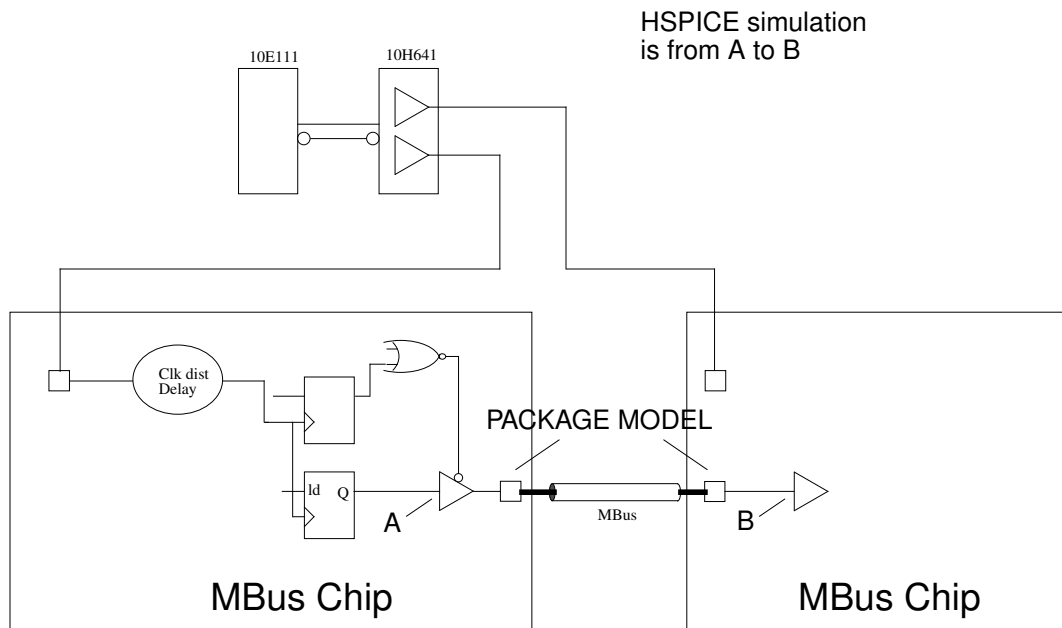 HSPICE simulation
is from A to B
10E111
10H641
Clk dist
Delay
PACKAGE MODEL
ld
Q
A
MBus
B
MBus Chip
MBus Chip